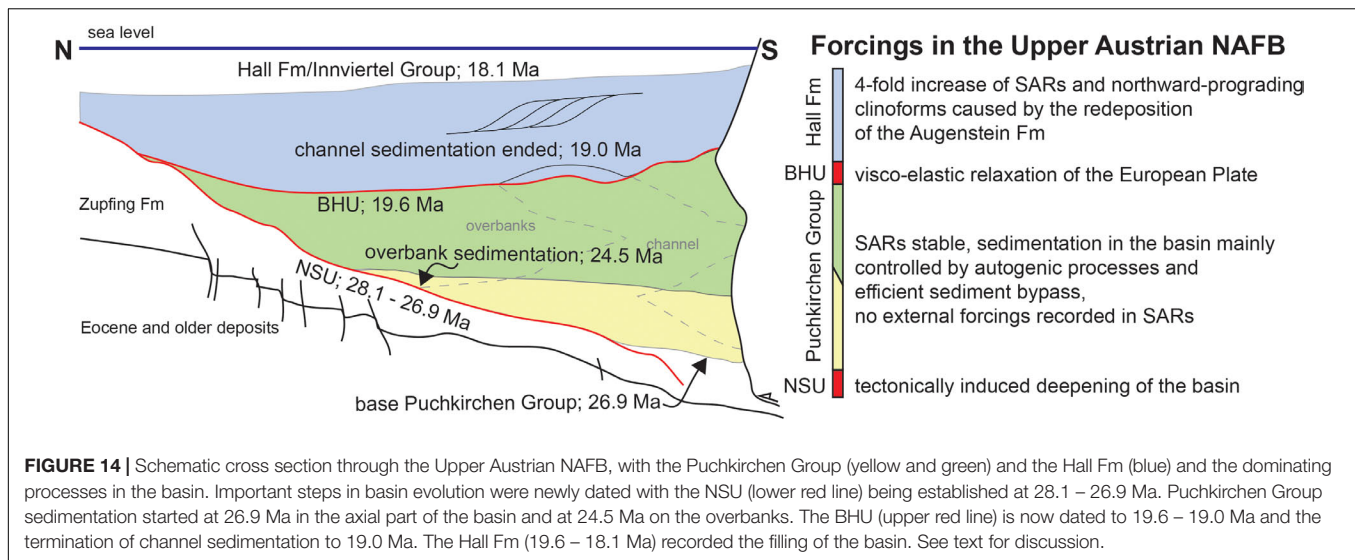 sea level
N
S
Hall Fm/Innviertel Group; 18.1 Ma
channel sedimentation ended; 19.0 Ma
BHU; 19.6 Ma
Zupfing Fm
overbanks
channel
overbank sedimentation; 24.5 Ma
NSU; 28.1 - 26.9 Ma
Eocene and older deposits
base Puchkirchen Group; 26.9 Ma
Forcings in the Upper Austrian NAFB
Hall Fm
4-fold increase of SARs and northward-prograding
clinoforms caused by the redeposition
of the Augenstein Fm
BHU
visco-elastic relaxation of the European Plate
Puchkirchen Group
SARs stable, sedimentation in the basin mainly
controlled by autogenic processes and
efficient sediment bypass,
no external forcings recorded in SARs
NSU
tectonically induced deepening of the basin
FIGURE 14 | Schematic cross section through the Upper Austrian NAFB, with the Puchkirchen Group (yellow and green) and the Hall Fm (blue) and the dominating
processes in the basin. Important steps in basin evolution were newly dated with the NSU (lower red line) being established at 28.1 – 26.9 Ma. Puchkirchen Group
sedimentation started at 26.9 Ma in the axial part of the basin and at 24.5 Ma on the overbanks. The BHU (upper red line) is now dated to 19.6 – 19.0 Ma and the
termination of channel sedimentation to 19.0 Ma. The Hall Fm (19.6 – 18.1 Ma) recorded the filling of the basin. See text for discussion.